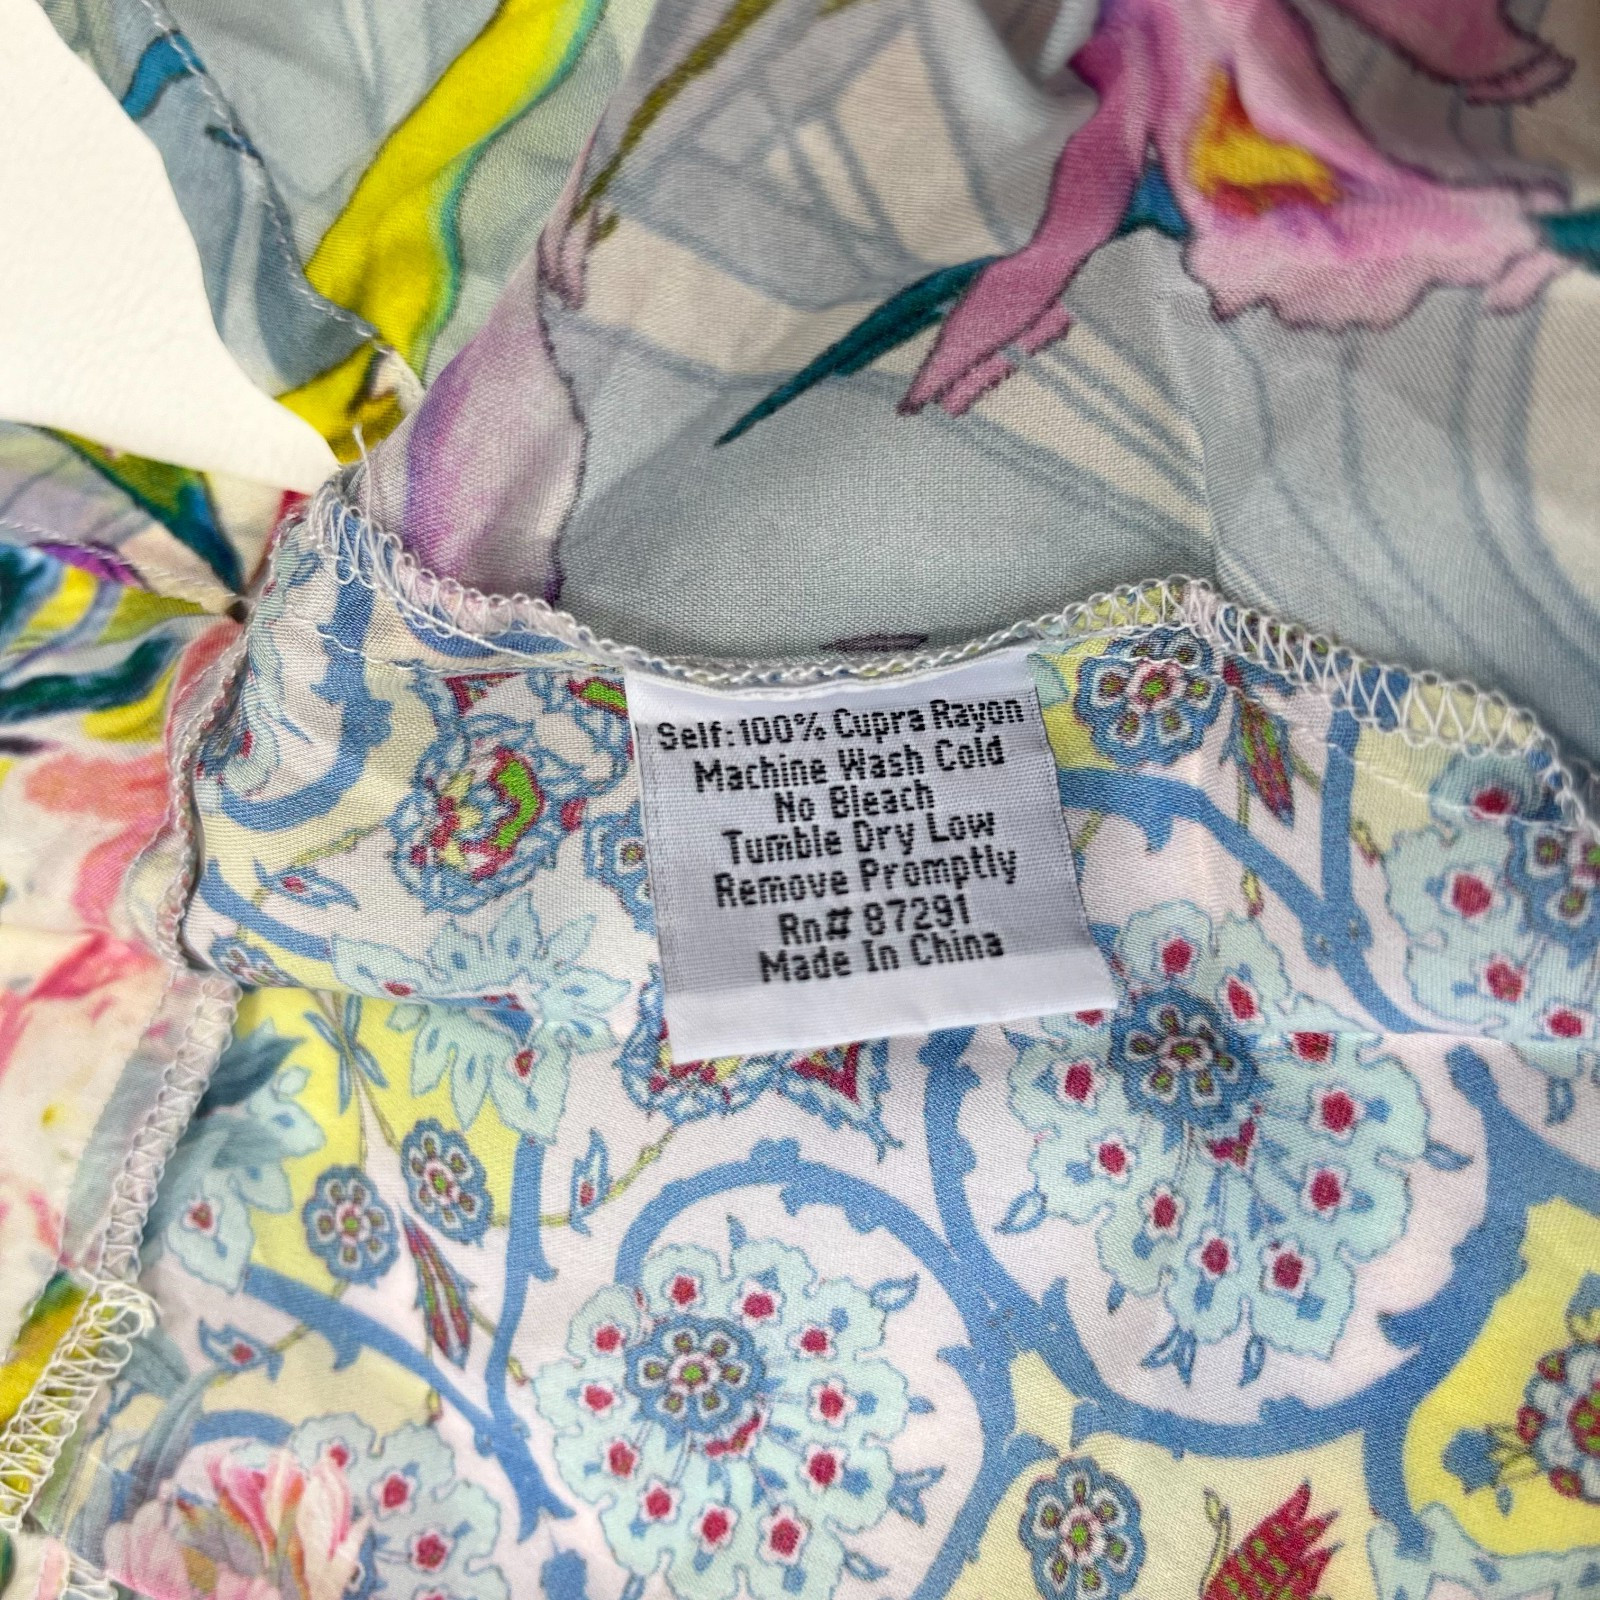 Self: 100% Cupra Rayon
Machine Wash Cold
No Bleach
Tumble Dry Low
Remove Promptly
Rn# 87291
Made In China